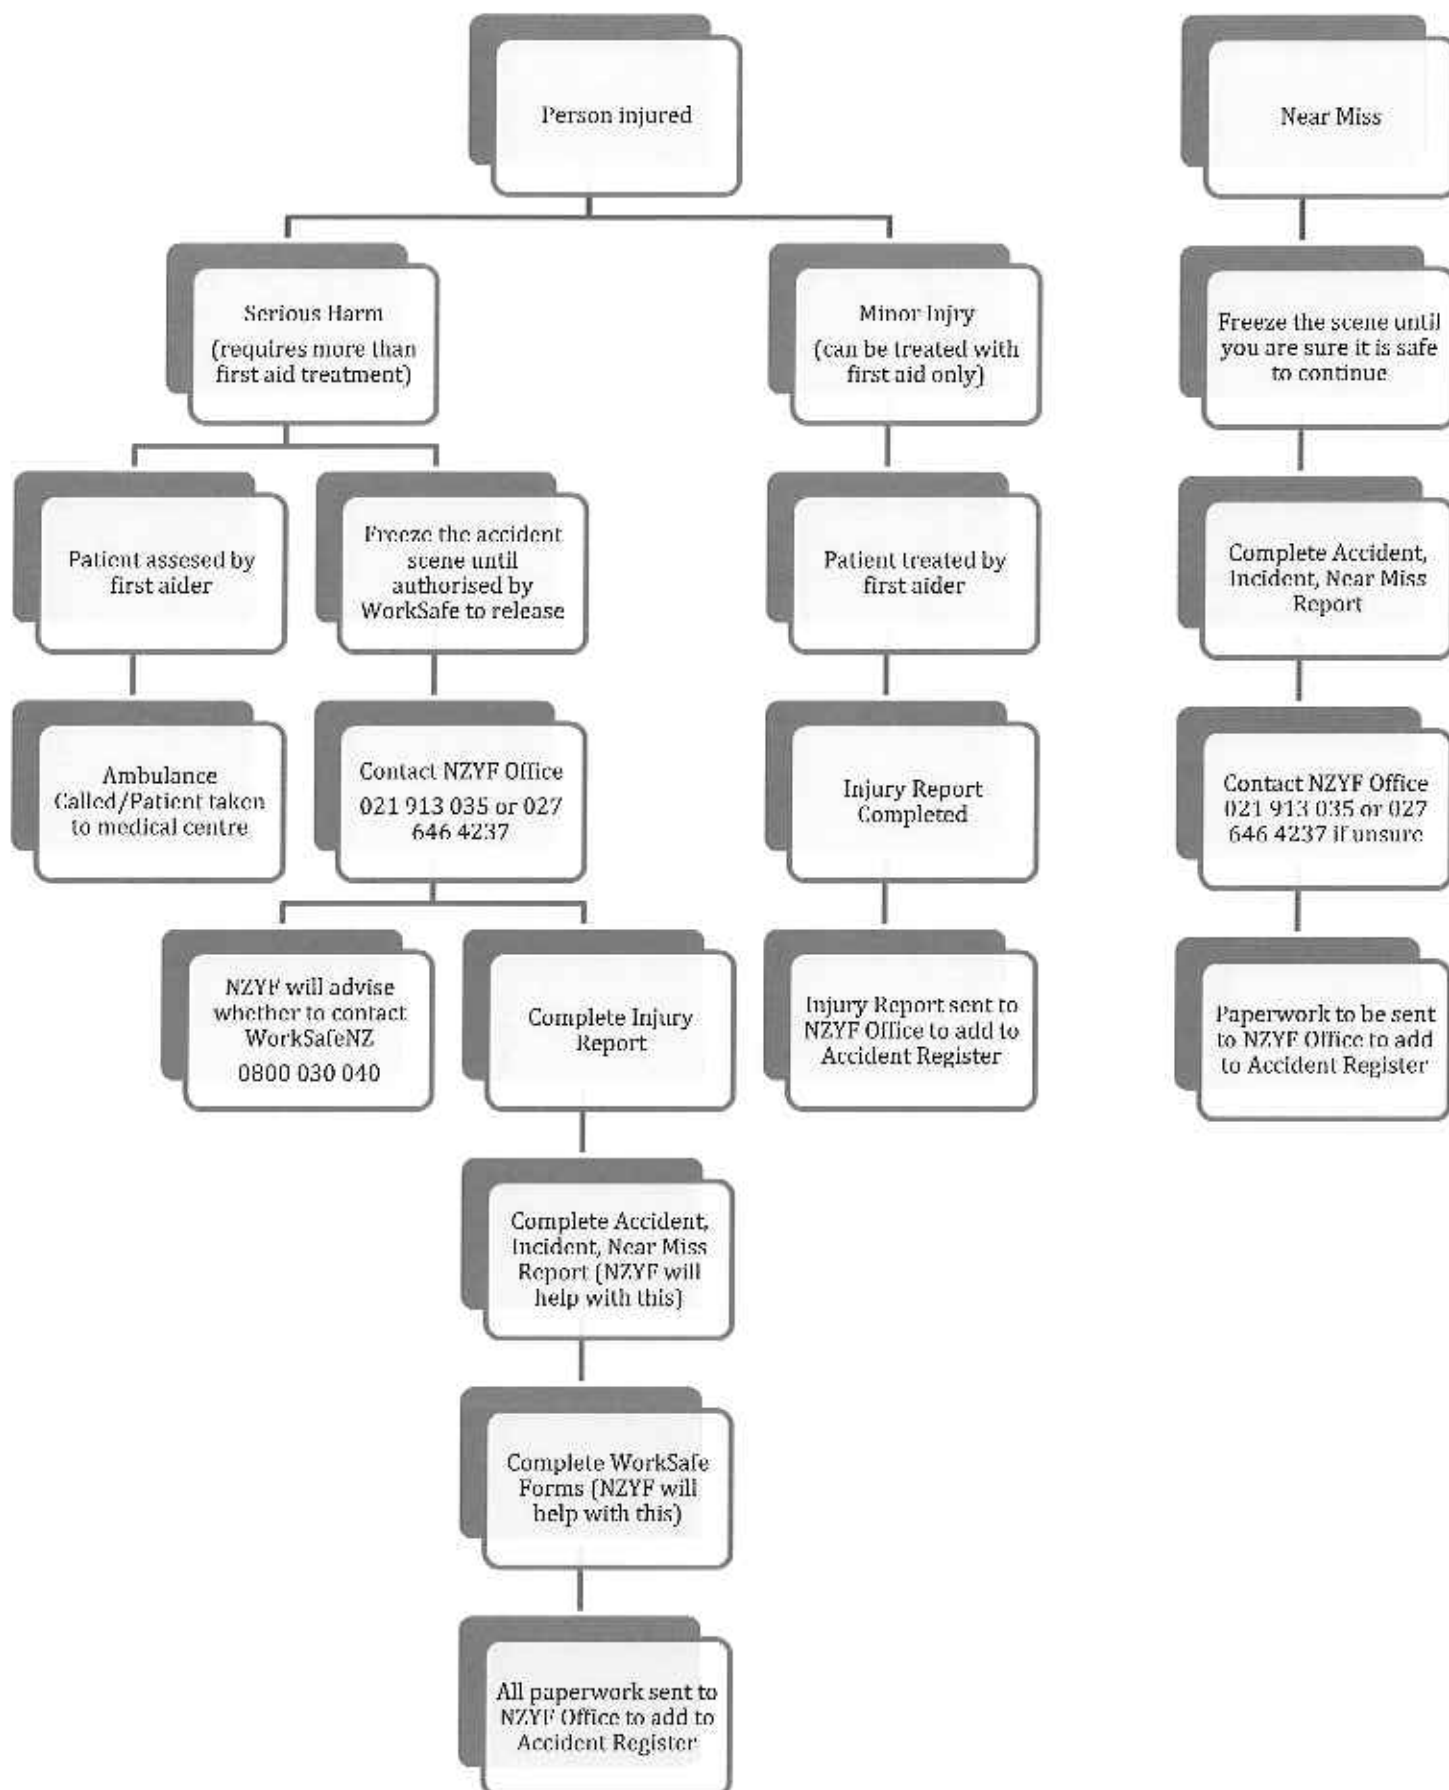 Person injured
Near Miss
Serious Harm
(requires more than
first aid treatment)
Minor Injry
(can be treated with
first aid only)
Freeze the scene until
you are sure it is safe
to continue
Patient assesed by
first aider
Freeze the accident
scene until
authorised by
WorkSafe to release
Patient treated by
first aider
Complete Accident,
Incident, Near Miss
Report
Ambulance
Called/Patient taken
to medical centre
Contact NZYF Office
021 913 035 or 027
646 4237
Injury Report
Completed
Contact NZYF Office
021 913 035 or 027
646 4237 if unsure
NZYF will advise
whether to contact
WorkSafeNZ
0800 030 040
Complete Injury
Report
Injury Report sent to
NZYF Office to add to
Accident Register
Paperwork to be sent
to NZYF Office to add
to Accident Register
Complete Accident,
Incident, Near Miss
Report (NZYF will
help with this)
Complete WorkSafe
Forms (NZYF will
help with this)
All paperwork sent to
NZYF Office to add to
Accident Register